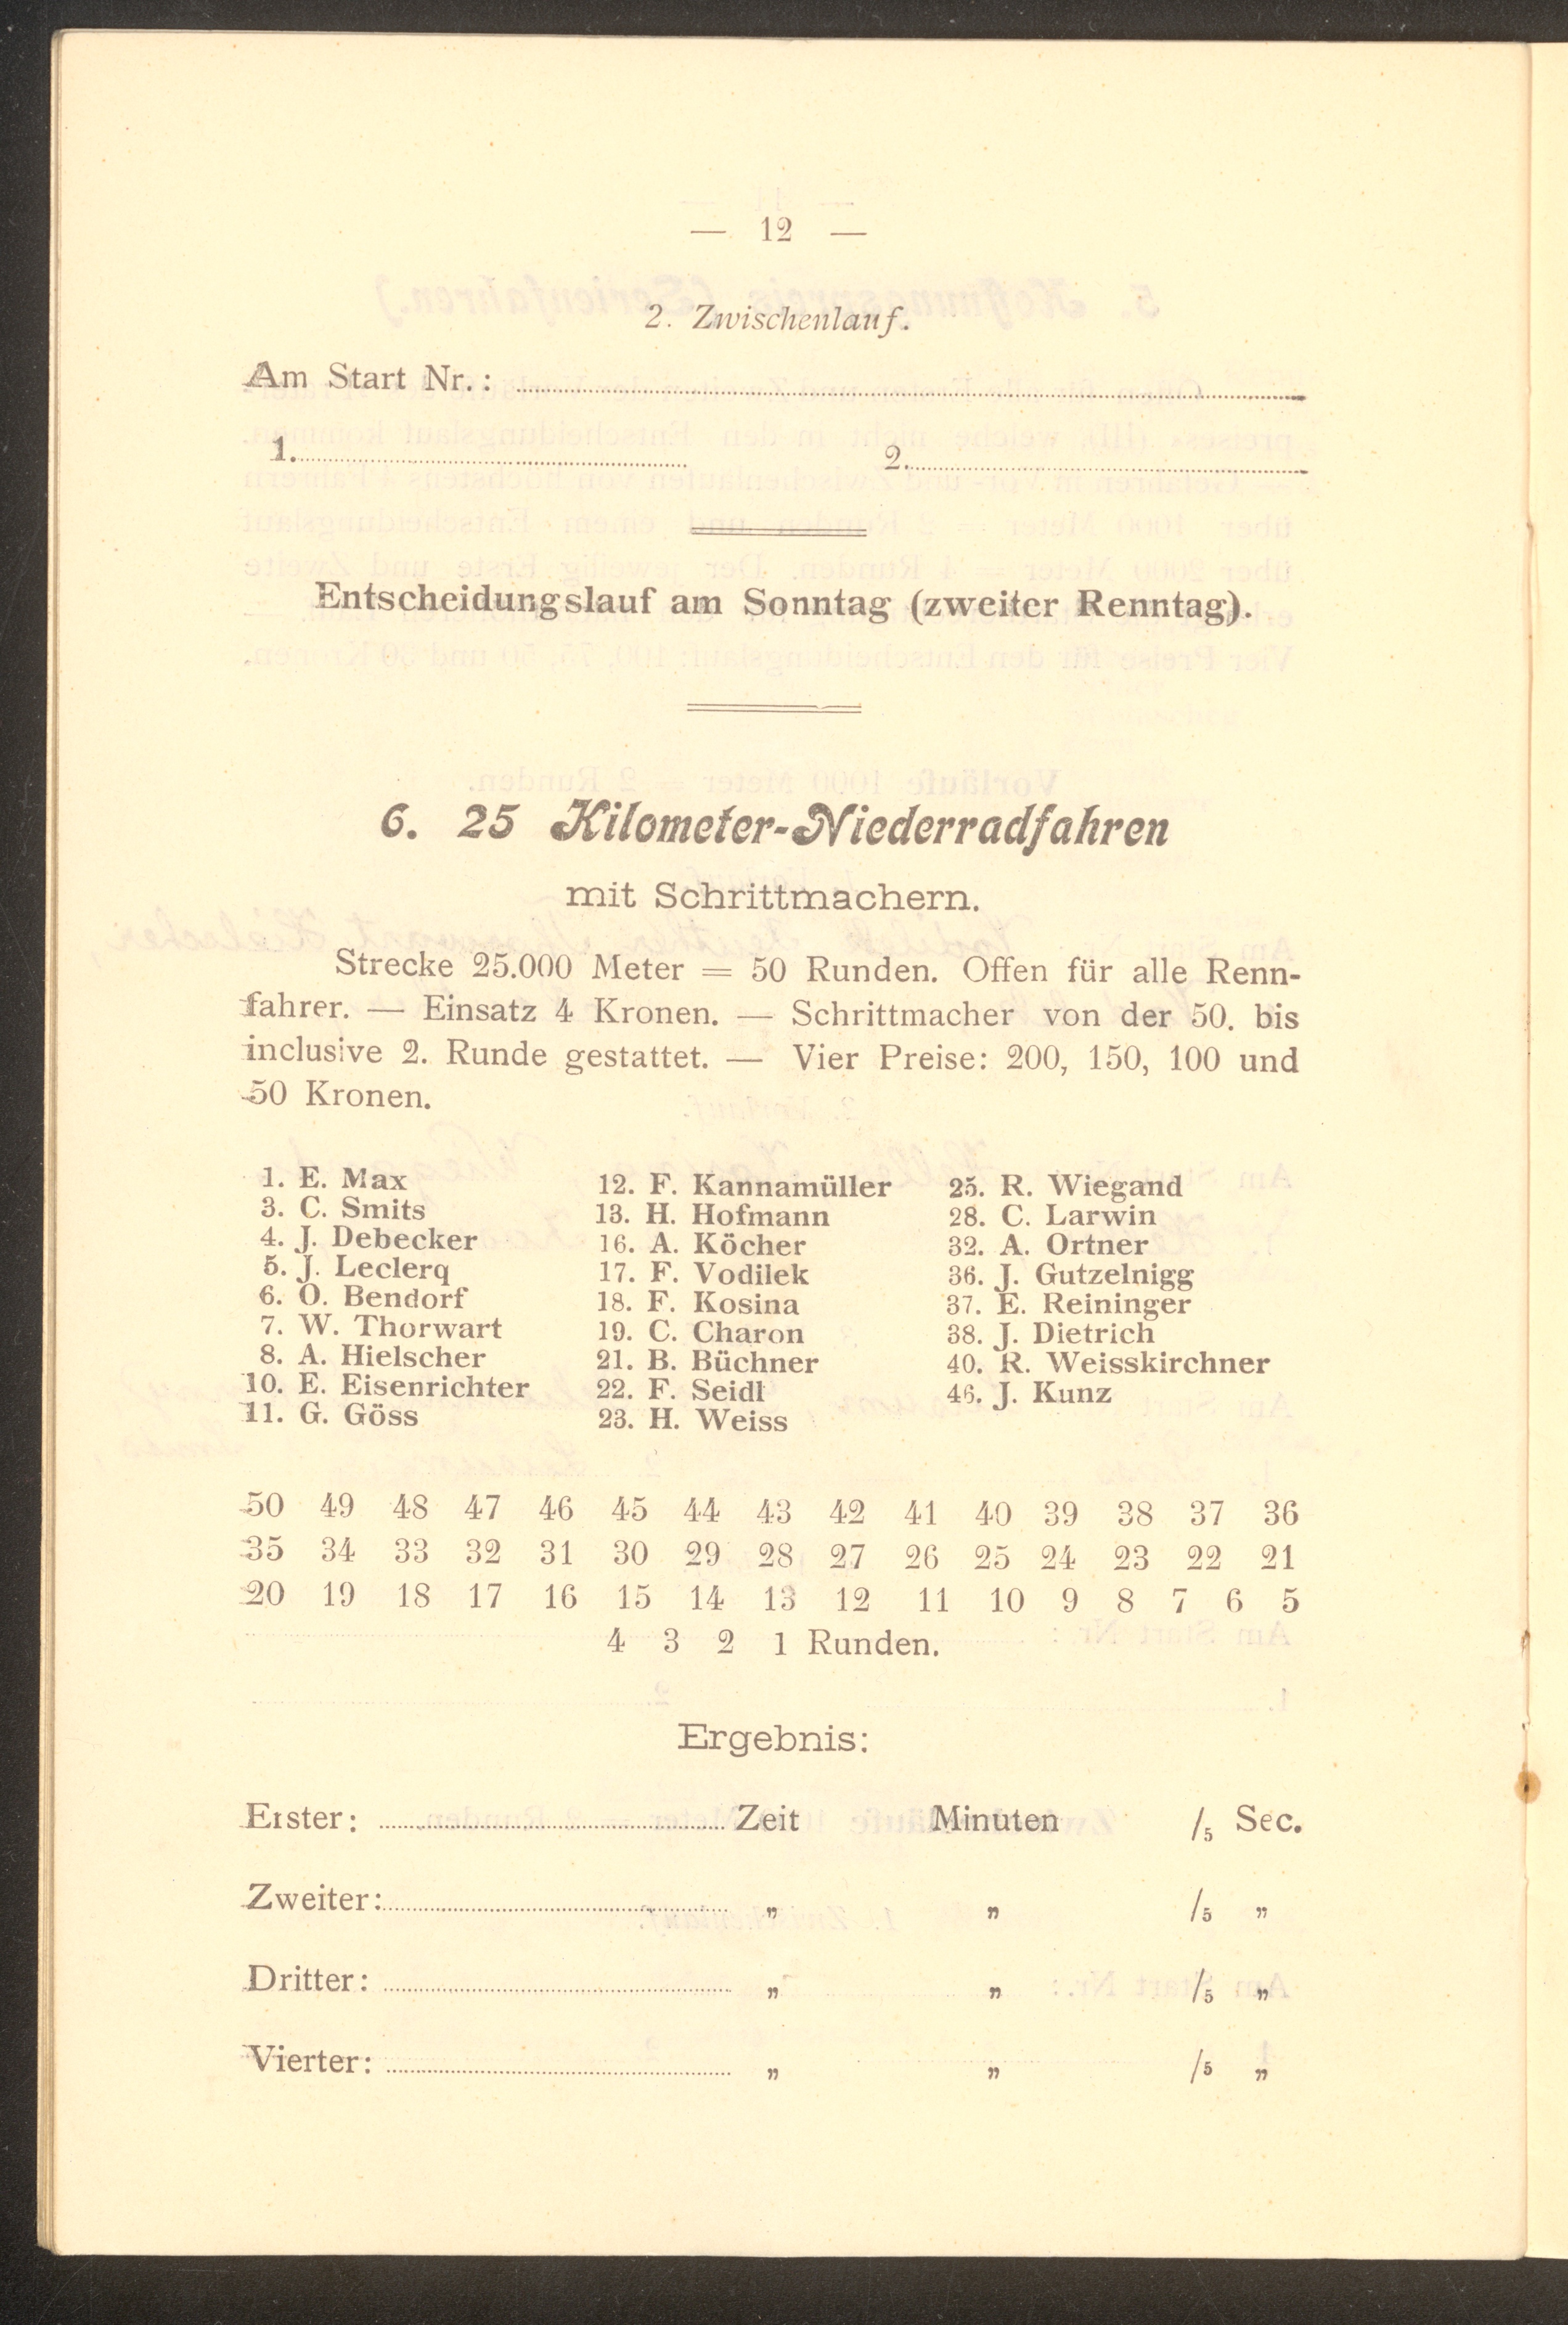 — 12 —
2. Zwischenlauf.
Am Start Nr.:
1. 2.
Entscheidungslauf am Sonntag (zweiter Renntag).
6. 25 Kilometer-Niederradfahren
mit Schrittmachern.
Strecke 25.000 Meter = 50 Runden. Offen für alle Renn-
fahrer. — Einsatz 4 Kronen. — Schrittmacher von der 50. bis
inclusive 2. Runde gestattet. — Vier Preise: 200, 150, 100 und
50 Kronen.
1. E. Max
3. C. Smits
4. J. Debecker
5. J. Leclerq
6. O. Bendorf
7. W. Thorwart
8. A. Hielscher
10. E. Eisenrichter
11. G. Göss
12. F. Kannamüller
13. H. Hofmann
16. A. Köcher
17. F. Vodilek
18. F. Kosina
19. C. Charon
21. B. Büchner
22. F. Seidl
23. H. Weiss
25. R. Wiegand
28. C. Larwin
32. A. Ortner
36. J. Gutzelnigg
37. E. Reininger
38. J. Dietrich
40. R. Weisskirchner
46. J. Kunz
50 49 48 47 46 45 44 43 42 41 40 39 38 37 36
35 34 33 32 31 30 29 28 27 26 25 24 23 22 21
20 19 18 17 16 15 14 13 12 11 10 9 8 7 6 5
4 3 2 1 Runden.
Ergebnis:
Erster: Zeit Minuten /5 Sec.
Zweiter: „ „ /5 „
Dritter: „ „ /5 „
Vierter: „ „ /5 „